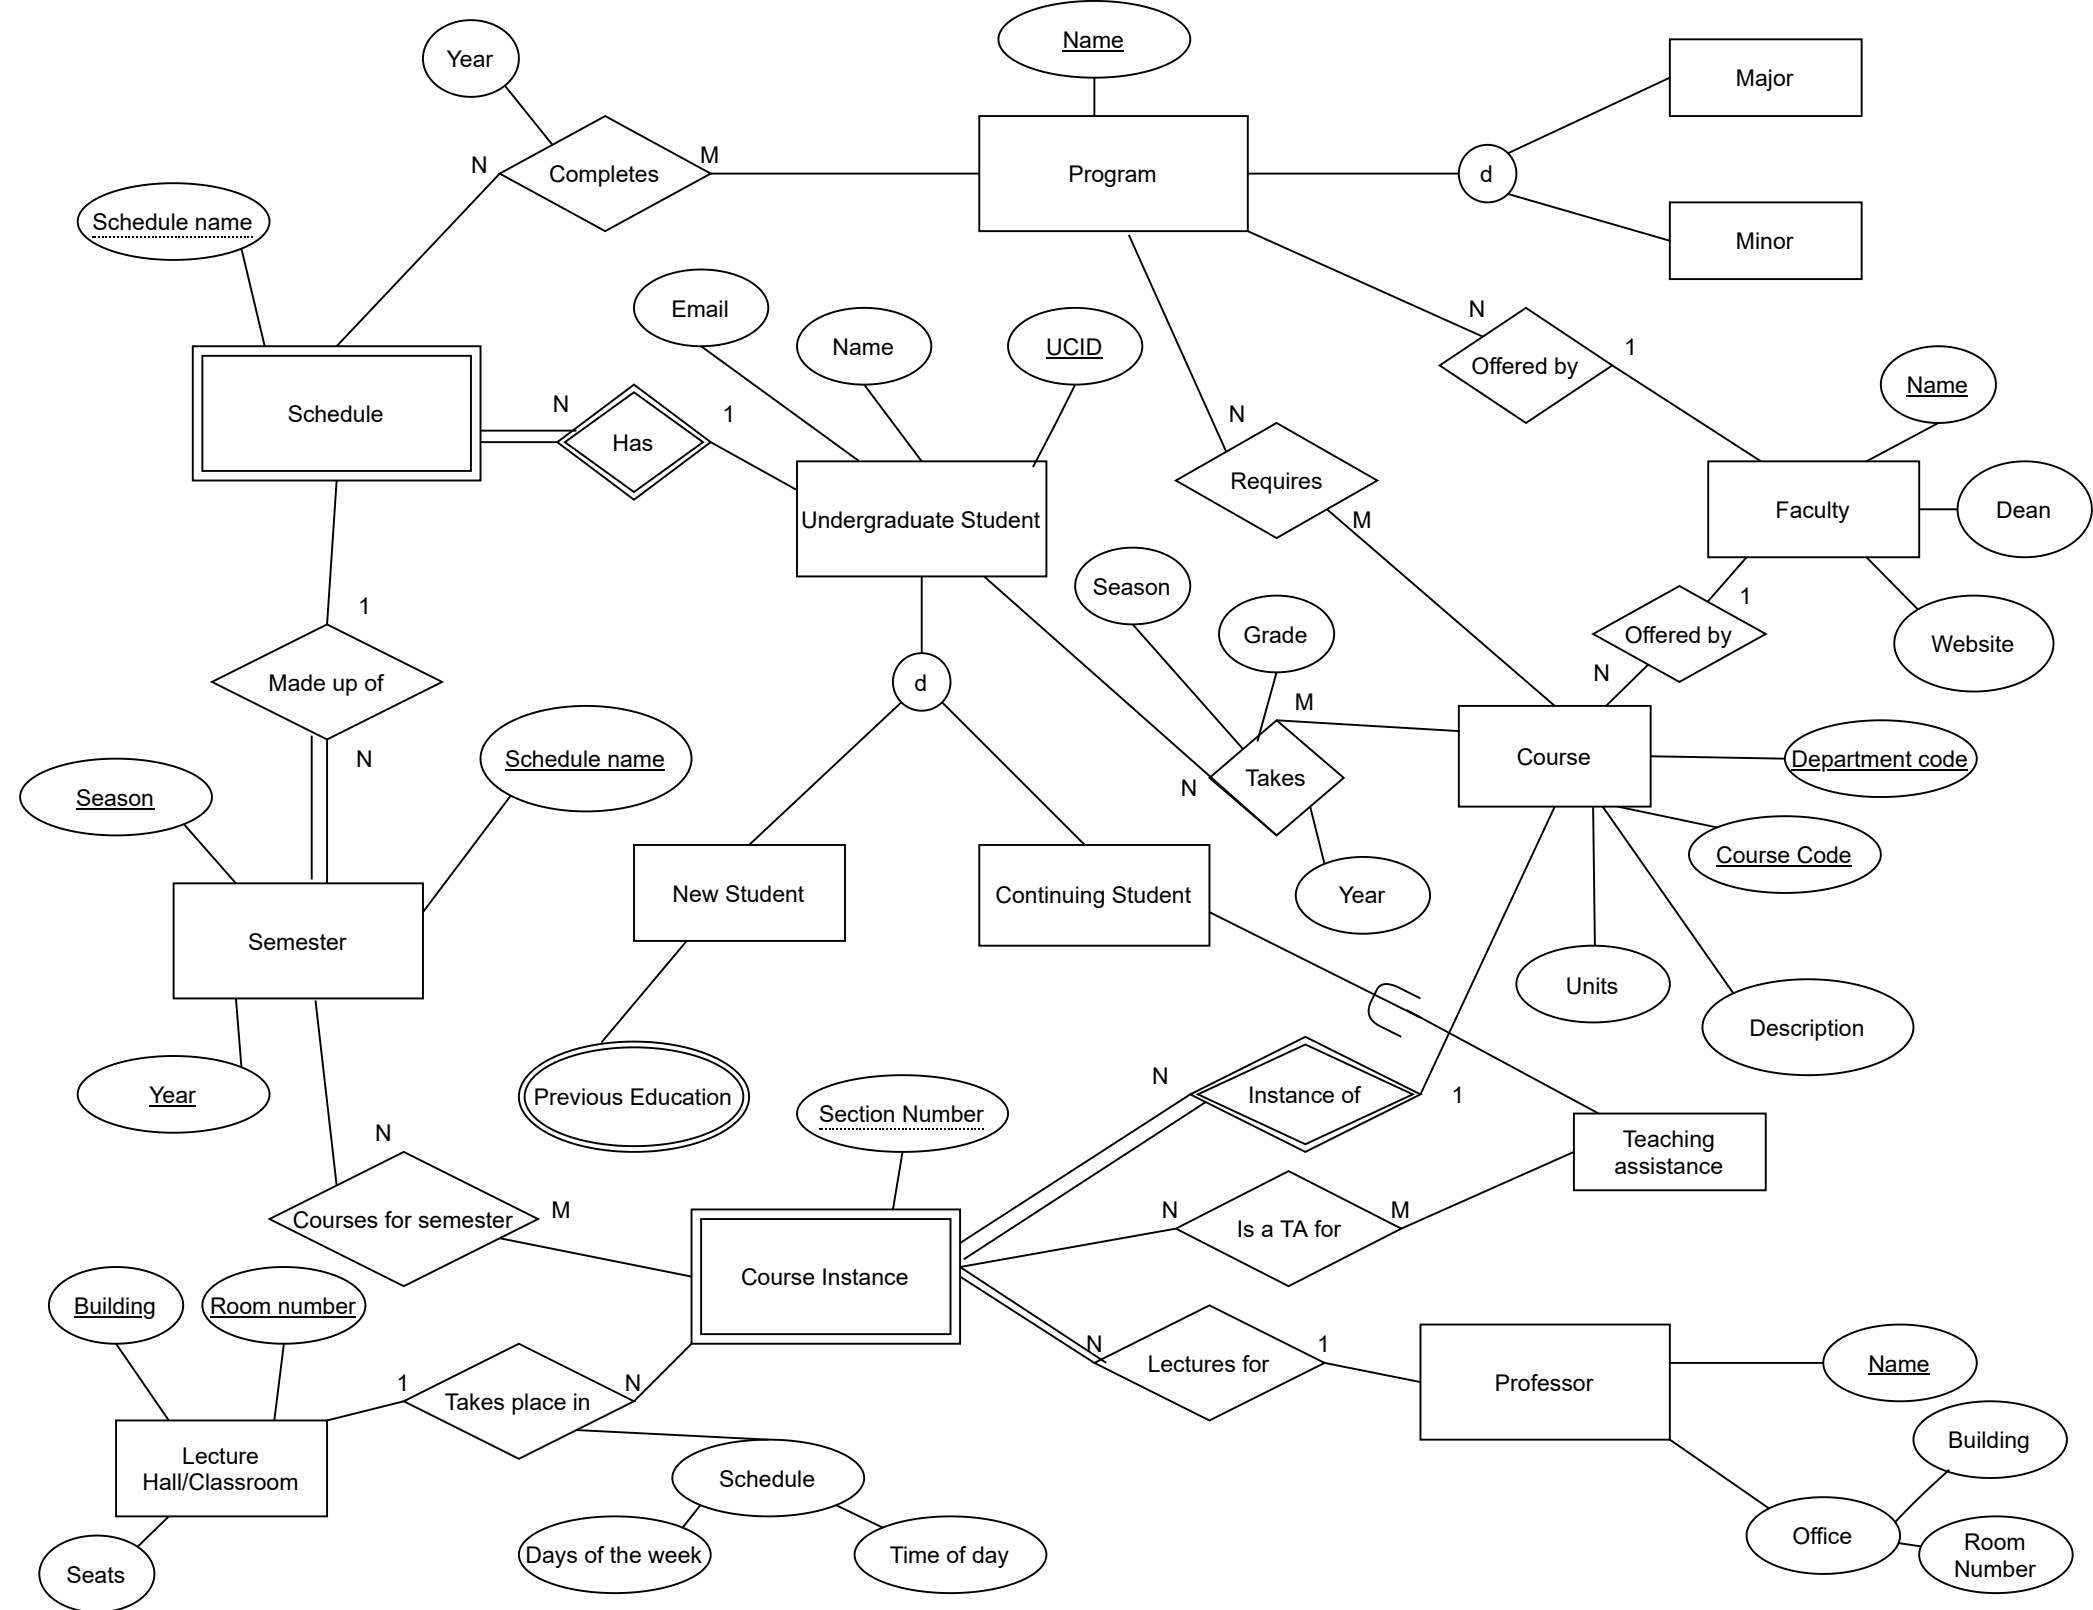 Name
Year
Major
N
M
Completes
Program
d
Schedule name
Minor
Email
Name
UCID
N
Offered by
1
Name
Schedule
N
Has
1
N
Requires
M
Undergraduate Student
Faculty
Dean
Season
Grade
1
Offered by
N
Website
1
Made up of
N
d
M
Season
Schedule name
Takes
N
Course
Department code
Course Code
New Student
Continuing Student
Year
Semester
Units
Description
Year
Previous Education
Section Number
N
Instance of
1
Teaching
assistance
N
Courses for semester
M
N
Is a TA for
M
Course Instance
Building
Room number
N
Lectures for
1
Professor
Name
1
Takes place in
N
Lecture
Hall/Classroom
Building
Schedule
Office
Room
Number
Seats
Days of the week
Time of day